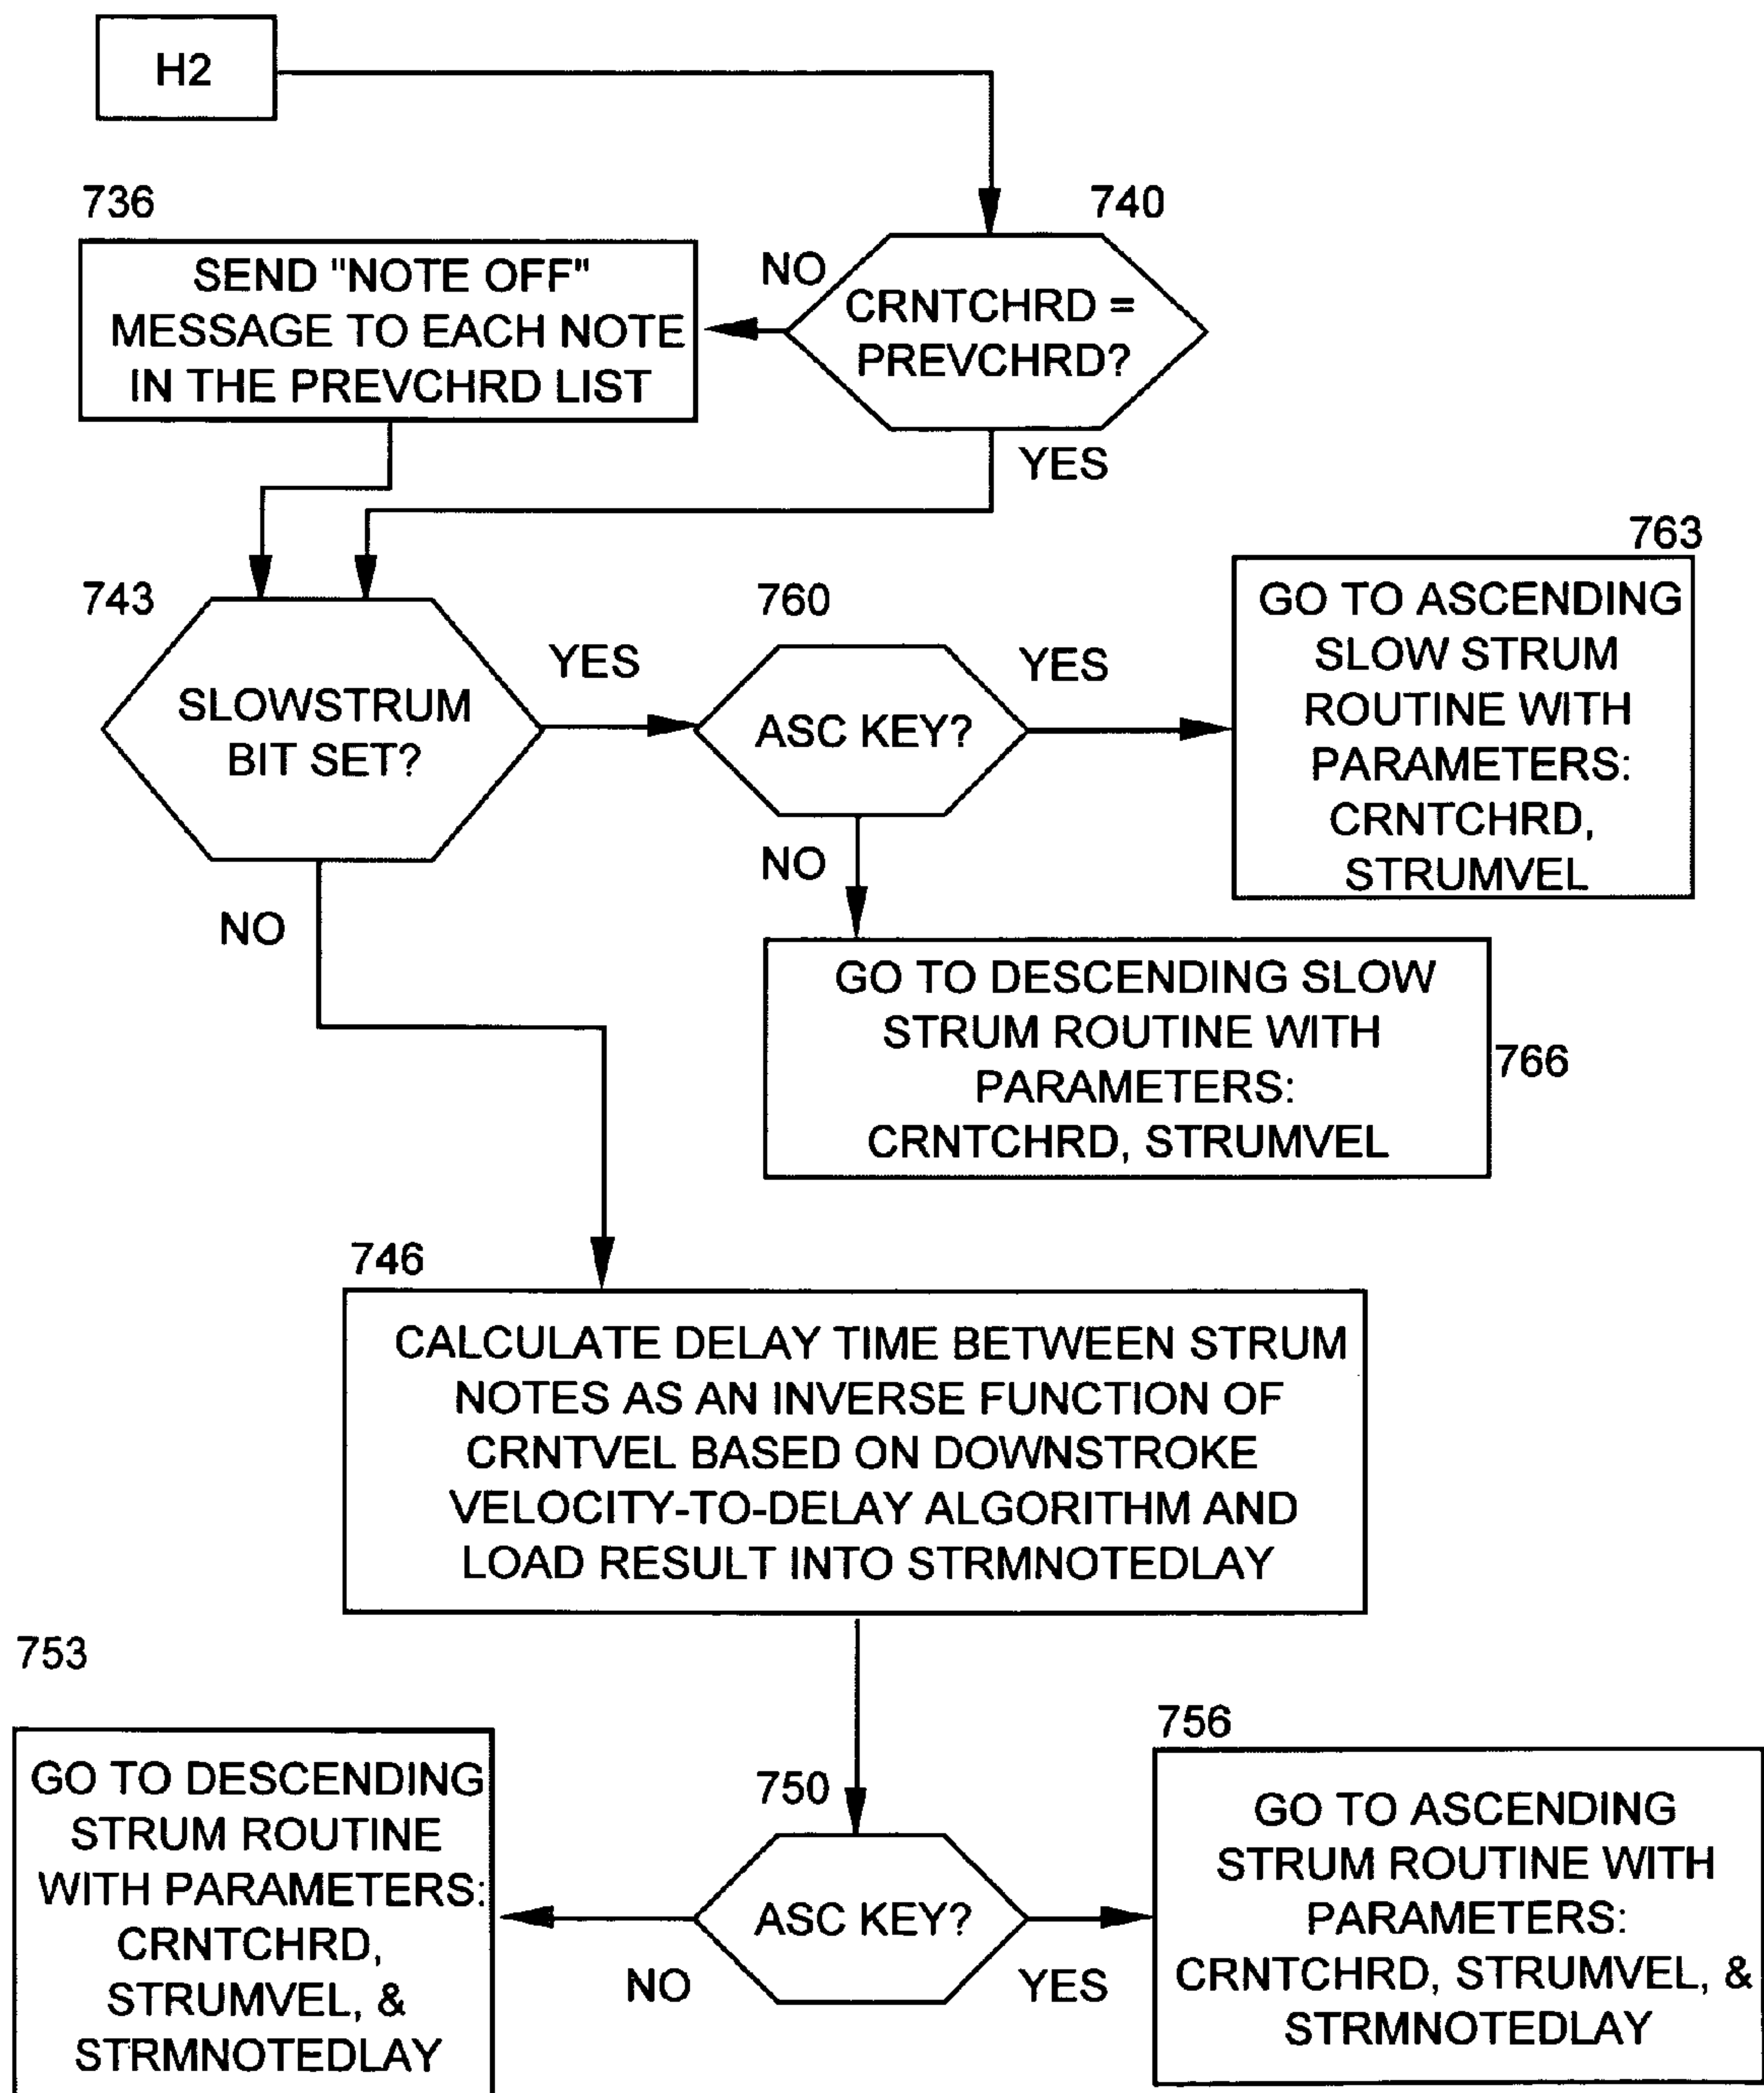 H2
736
740
SEND "NOTE OFF"
MESSAGE TO EACH NOTE
IN THE PREVCHRD LIST
NO
CRNTCHRD =
PREVCHRD?
YES
743
SLOWSTRUM
BIT SET?
YES
NO
760
ASC KEY?
YES
NO
763
GO TO ASCENDING
SLOW STRUM
ROUTINE WITH
PARAMETERS:
CRNTCHRD,
STRUMVEL
GO TO DESCENDING SLOW
STRUM ROUTINE WITH
PARAMETERS:
CRNTCHRD, STRUMVEL
766
746
CALCULATE DELAY TIME BETWEEN STRUM
NOTES AS AN INVERSE FUNCTION OF
CRNTVEL BASED ON DOWNSTROKE
VELOCITY-TO-DELAY ALGORITHM AND
LOAD RESULT INTO STRMNOTEDLAY
753
GO TO DESCENDING
STRUM ROUTINE
WITH PARAMETERS:
CRNTCHRD,
STRUMVEL, &
STRMNOTEDLAY
750
ASC KEY?
NO
YES
756
GO TO ASCENDING
STRUM ROUTINE WITH
PARAMETERS:
CRNTCHRD, STRUMVEL, &
STRMNOTEDLAY